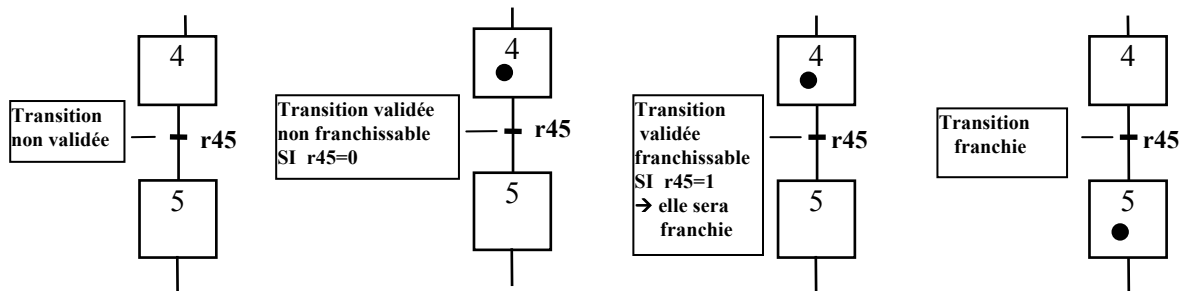 4
Transition
non validée
r45
5
4
Transition validée
non franchissable
SI r45=0
r45
5
4
Transition
validée
franchissable
SI r45=1
→ elle sera
franchie
r45
5
4
Transition
franchie
r45
5